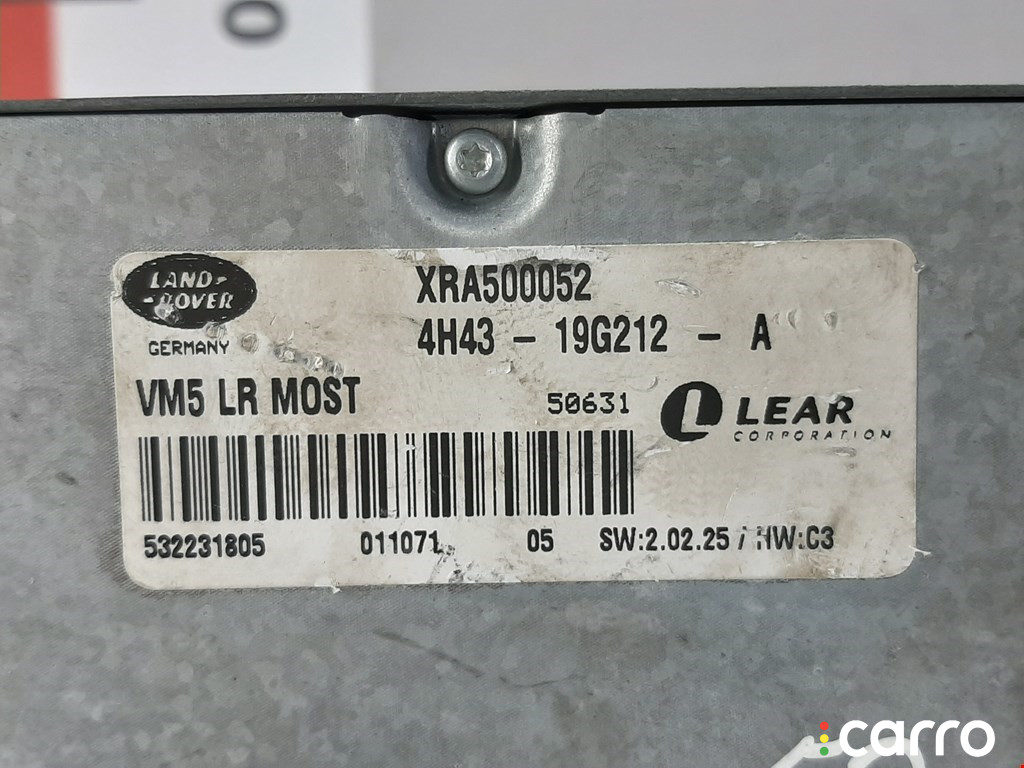 0
LAND-
-ROVER
GERMANY
XRA500052
4H43 - 19G212 - A
VM5 LR MOST
50631
LEAR
CORPORATION
532231805 011071 05 SW:2.02.25 / HW:C3
carro